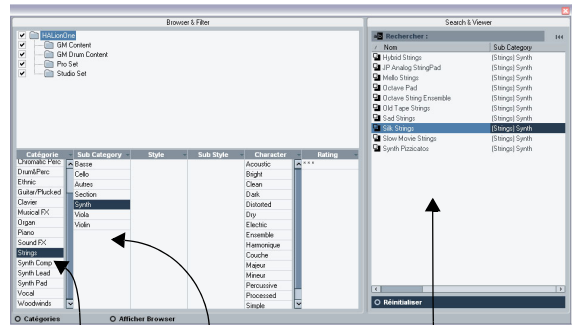 Browser & Filter
Search & Viewer
HALionOne
GM Content
GM Drum Content
Pro Set
Studio Set
Rechercher :
Nom
Sub Category
Hybrid Strings
(Strings) Synth
JP Analog StringPad
(Strings) Synth
Mello Strings
(Strings) Synth
Octave Pad
(Strings) Synth
Octave String Ensemble
(Strings) Synth
Old Tape Strings
(Strings) Synth
Sad Strings
(Strings) Synth
Silk Strings
(Strings) Synth
Slow Movie Strings
(Strings) Synth
Synth Pizzicatos
(Strings) Synth
Catégorie
Sub Category
Style
Sub Style
Character
Rating
Chromatic Perc
Drum&Perc
Ethnic
Guitar/Plucked
Clavier
Musical FX
Organ
Piano
Sound FX
Strings
Synth Comp
Synth Lead
Synth Pad
Vocal
Woodwinds
Basse
Cello
Autres
Section
Synth
Viola
Violin
Acoustic
Bright
Clean
Dark
Distorted
Dry
Electric
Ensemble
Harmonique
Couche
Majeur
Mineur
Percussive
Processed
Simple
* * *
Réinitialiser
Catégories
Afficher Browser